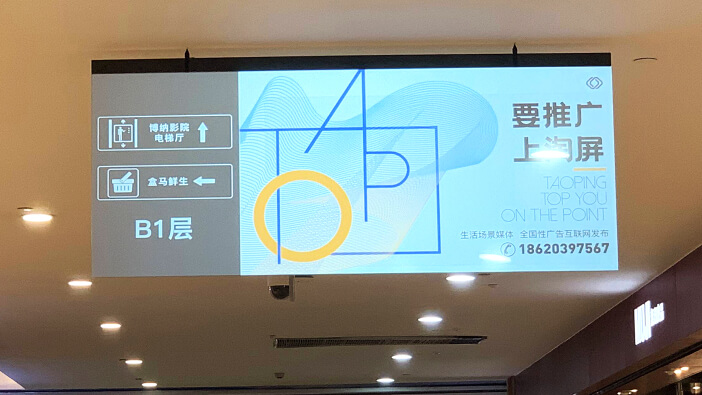 博纳影院
电梯厅
盒马鲜生
B1层
TAOP
要推广
上淘屏
TAOPING
TOP YOU
ON THE POINT
生活场景媒体 全国性广告互联网发布
18620397567